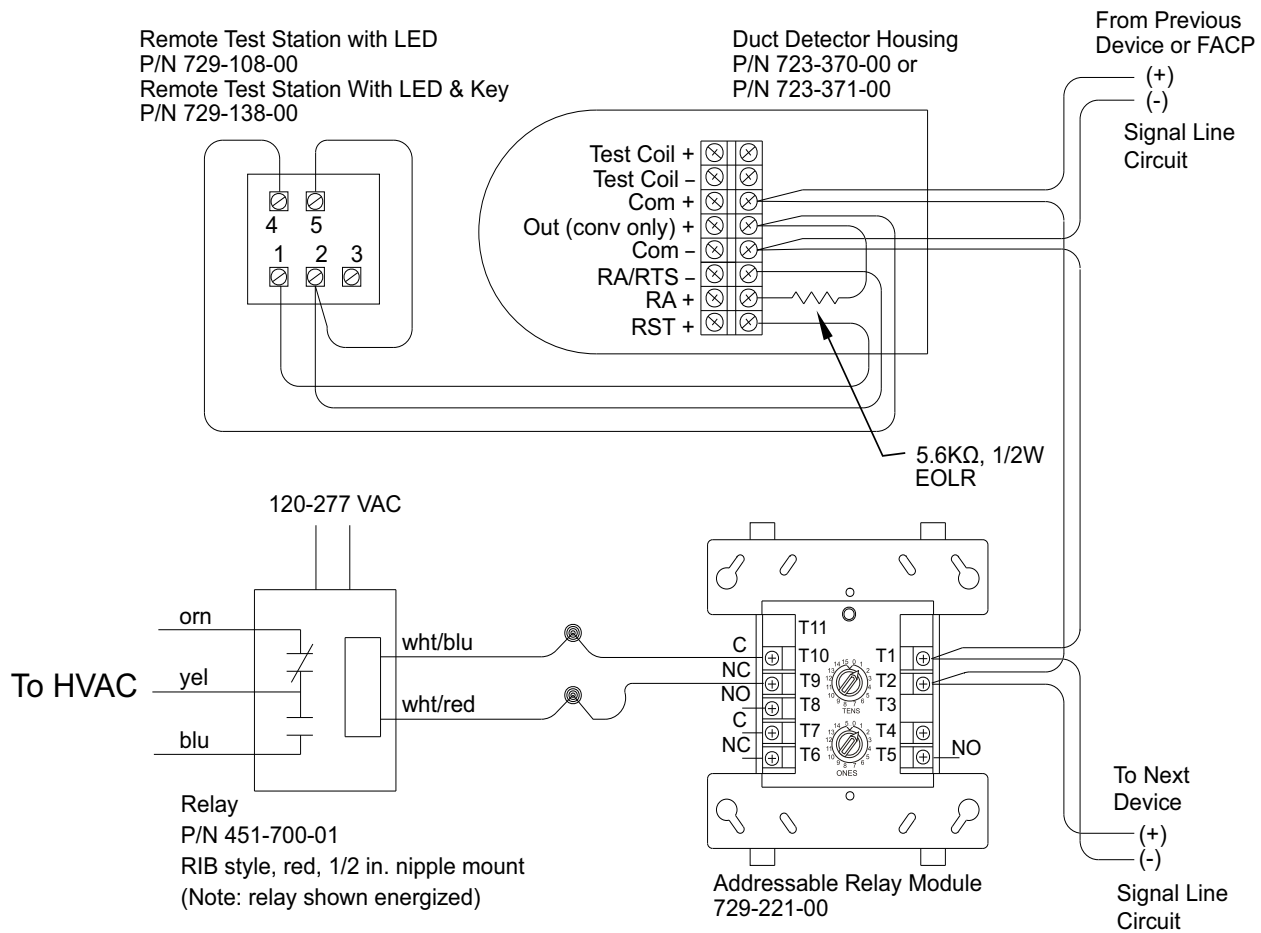 Remote Test Station with LED
P/N 729-108-00
Remote Test Station With LED & Key
P/N 729-138-00
Duct Detector Housing
P/N 723-370-00 or
P/N 723-371-00
From Previous
Device or FACP
(+)
(-)
Signal Line
Circuit
4 5
1 2 3
Test Coil +
Test Coil –
Com +
Out (conv only) +
Com –
RA/RTS –
RA +
RST +
5.6KΩ, 1/2W
EOLR
120-277 VAC
orn
To HVAC
yel
blu
wht/blu
wht/red
Relay
P/N 451-700-01
RIB style, red, 1/2 in. nipple mount
(Note: relay shown energized)
C
NC
NO
C
NC
T11
T10
T9
T8
T7
T6
TENS
ONES
T1
T2
T3
T4
T5
NO
Addressable Relay Module
729-221-00
To Next
Device
(+)
(-)
Signal Line
Circuit